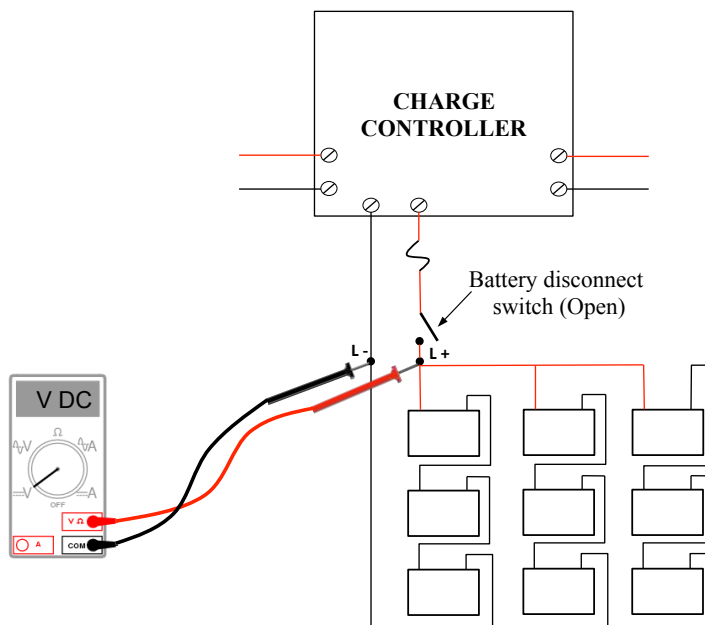 CHARGE
CONTROLLER
Battery disconnect
switch (Open)
L -
L +
V DC
Ω
V
A
V
A
OFF
V Ω
A
COM